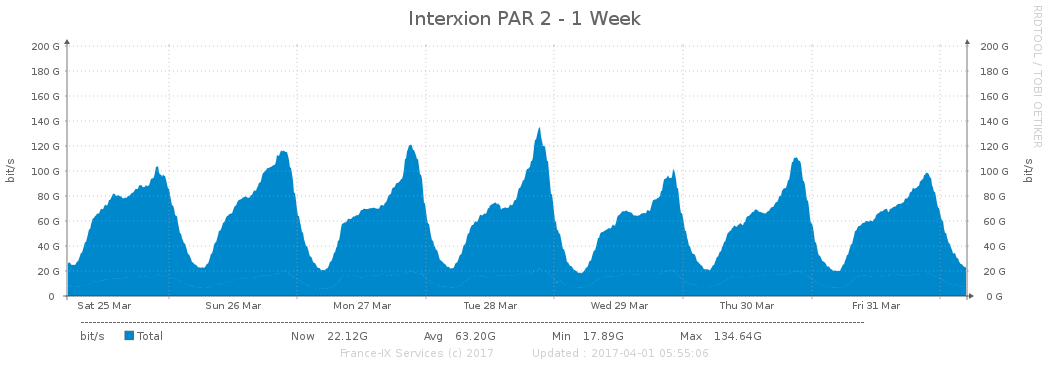 Interxion PAR 2 - 1 Week
RRDTOOL / TOBI OETIKER
bit/s
200 G 200 G
180 G 180 G
160 G 160 G
140 G 140 G
120 G 120 G
100 G 100 G
80 G 80 G
60 G 60 G
40 G 40 G
20 G 20 G
0 0 G
bit/s
Sat 25 Mar Sun 26 Mar Mon 27 Mar Tue 28 Mar Wed 29 Mar Thu 30 Mar Fri 31 Mar
bit/s Total Now 22.12G Avg 63.20G Min 17.89G Max 134.64G
France-IX Services (c) 2017 Updated : 2017-04-01 05:55:06